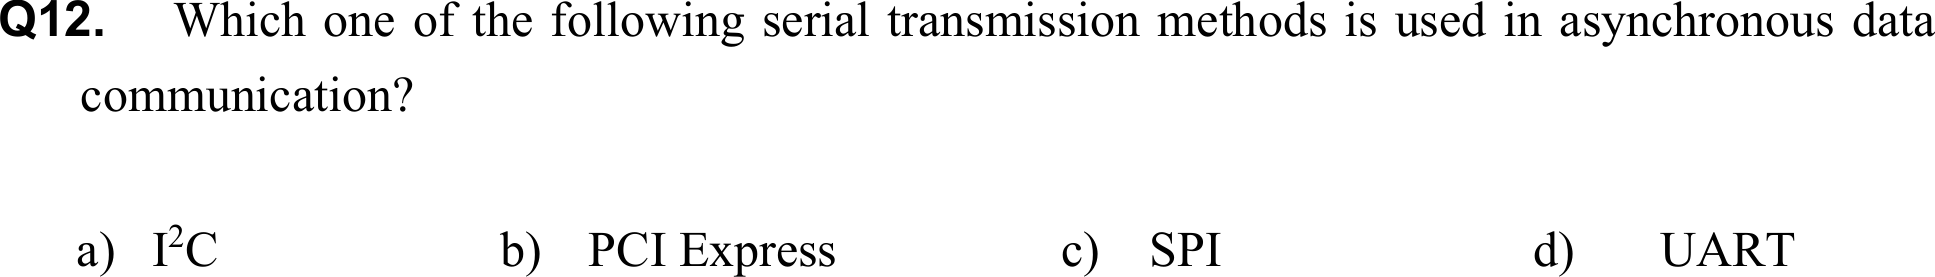 Q12. Which one of the following serial transmission methods is used in asynchronous data
communication?
a) I²C b) PCI Express c) SPI d) UART